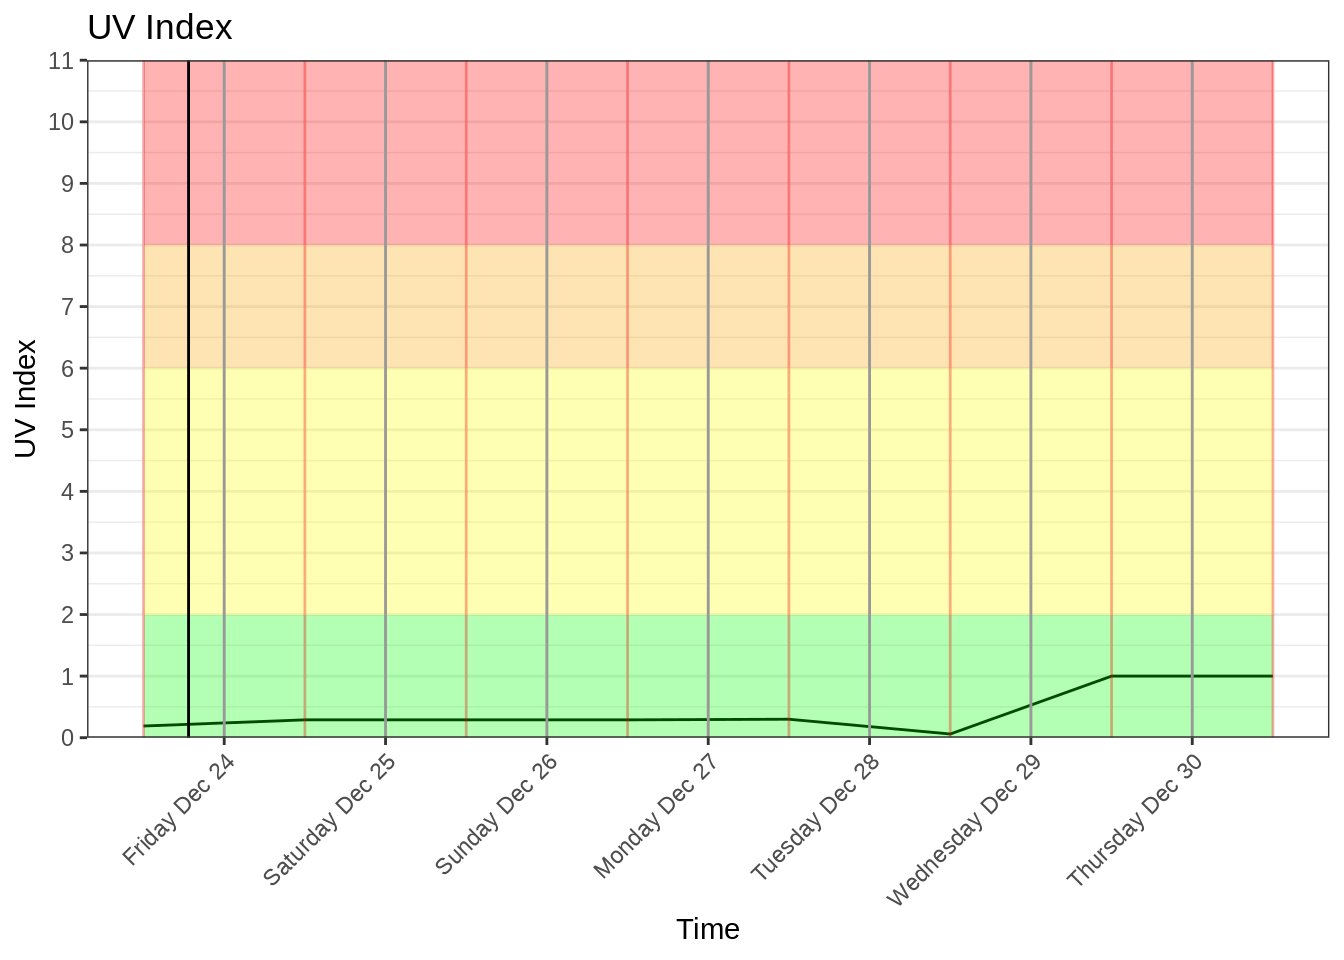 UV Index
11
10
9
8
7
6
5
4
3
2
1
0
UV Index
Friday Dec 24
Saturday Dec 25
Sunday Dec 26
Monday Dec 27
Tuesday Dec 28
Wednesday Dec 29
Thursday Dec 30
Time